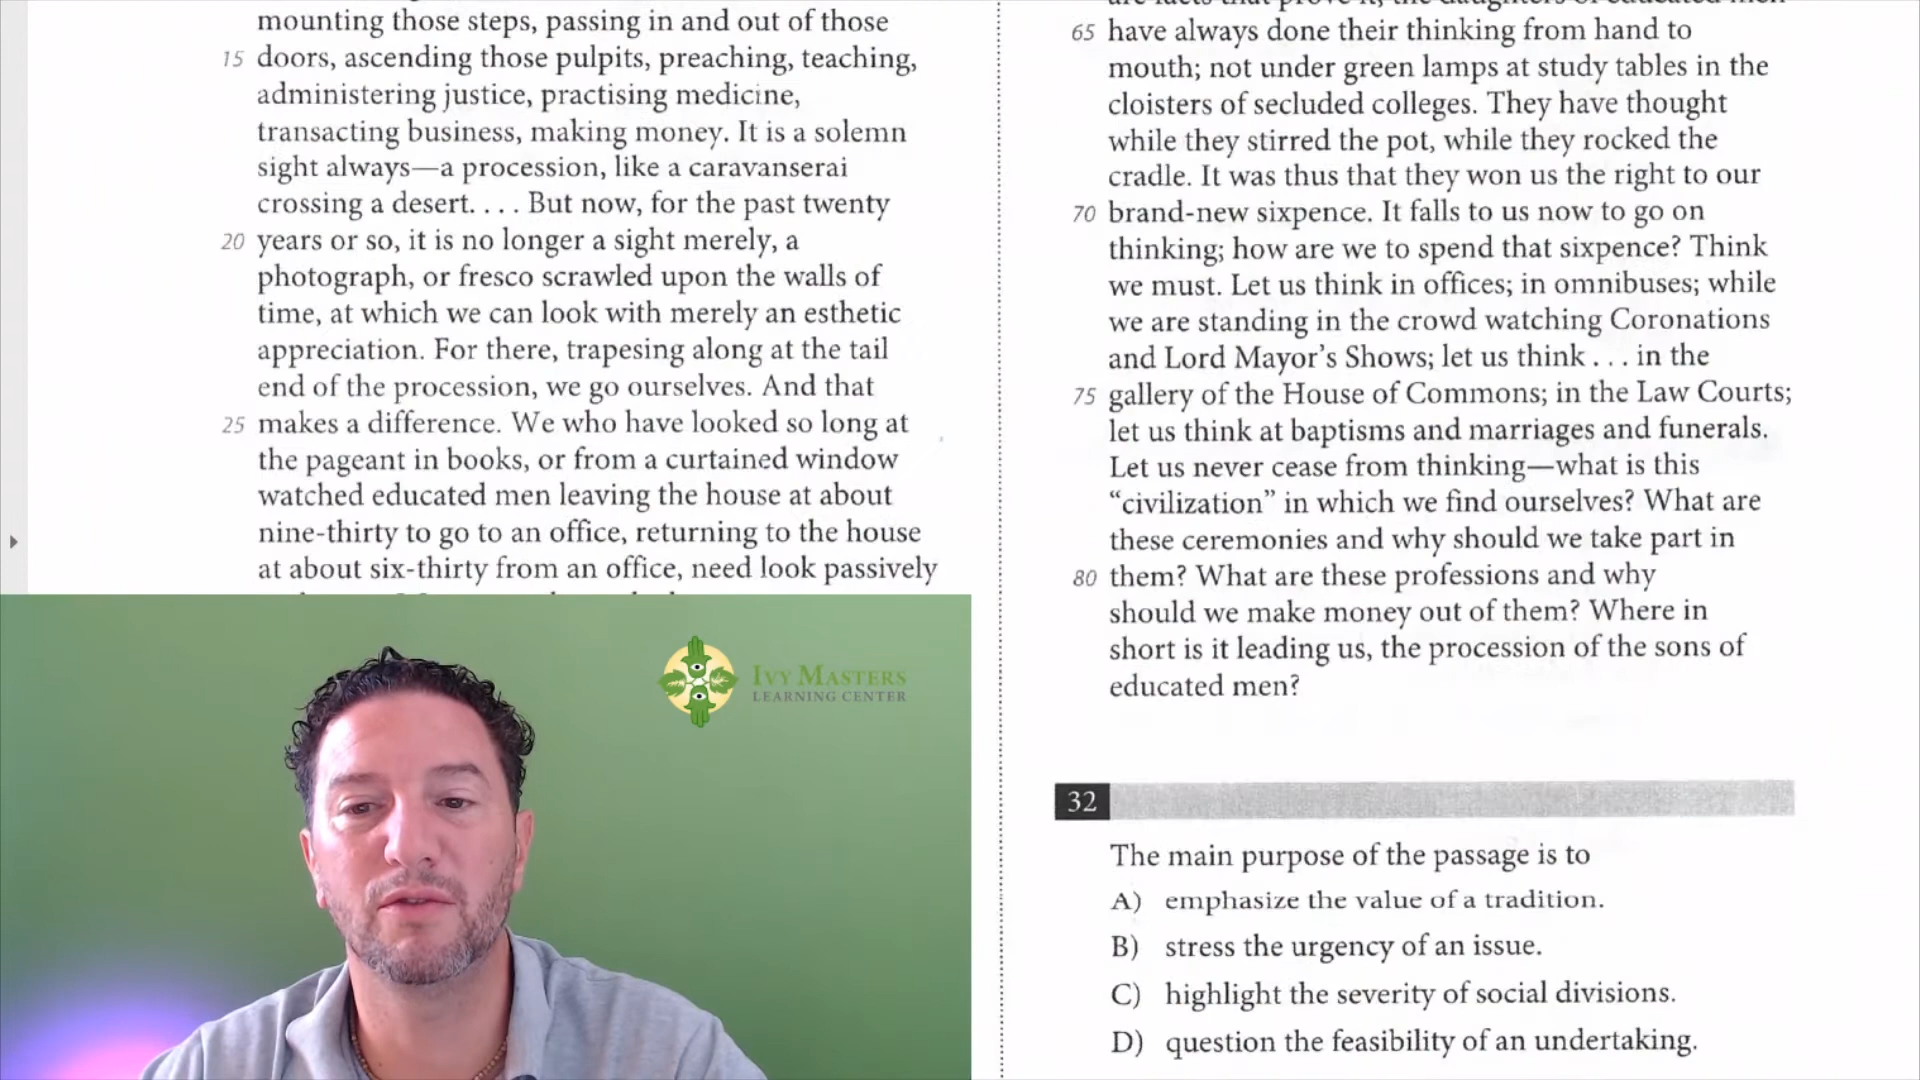 mounting those steps, passing in and out of those
15 doors, ascending those pulpits, preaching, teaching,
administering justice, practising medicine,
transacting business, making money. It is a solemn
sight always—a procession, like a caravanserai
crossing a desert. . . . But now, for the past twenty
20 years or so, it is no longer a sight merely, a
photograph, or fresco scrawled upon the walls of
time, at which we can look with merely an esthetic
appreciation. For there, trapesing along at the tail
end of the procession, we go ourselves. And that
25 makes a difference. We who have looked so long at
the pageant in books, or from a curtained window
watched educated men leaving the house at about
nine-thirty to go to an office, returning to the house
at about six-thirty from an office, need look passively
are facts that prove it, the daughters of educated men
65 have always done their thinking from hand to
mouth; not under green lamps at study tables in the
cloisters of secluded colleges. They have thought
while they stirred the pot, while they rocked the
cradle. It was thus that they won us the right to our
70 brand-new sixpence. It falls to us now to go on
thinking; how are we to spend that sixpence? Think
we must. Let us think in offices; in omnibuses; while
we are standing in the crowd watching Coronations
and Lord Mayor’s Shows; let us think . . . in the
75 gallery of the House of Commons; in the Law Courts;
let us think at baptisms and marriages and funerals.
Let us never cease from thinking—what is this
“civilization” in which we find ourselves? What are
these ceremonies and why should we take part in
80 them? What are these professions and why
should we make money out of them? Where in
short is it leading us, the procession of the sons of
educated men?
32
The main purpose of the passage is to
A) emphasize the value of a tradition.
B) stress the urgency of an issue.
C) highlight the severity of social divisions.
D) question the feasibility of an undertaking.
IVY MASTERS
LEARNING CENTER